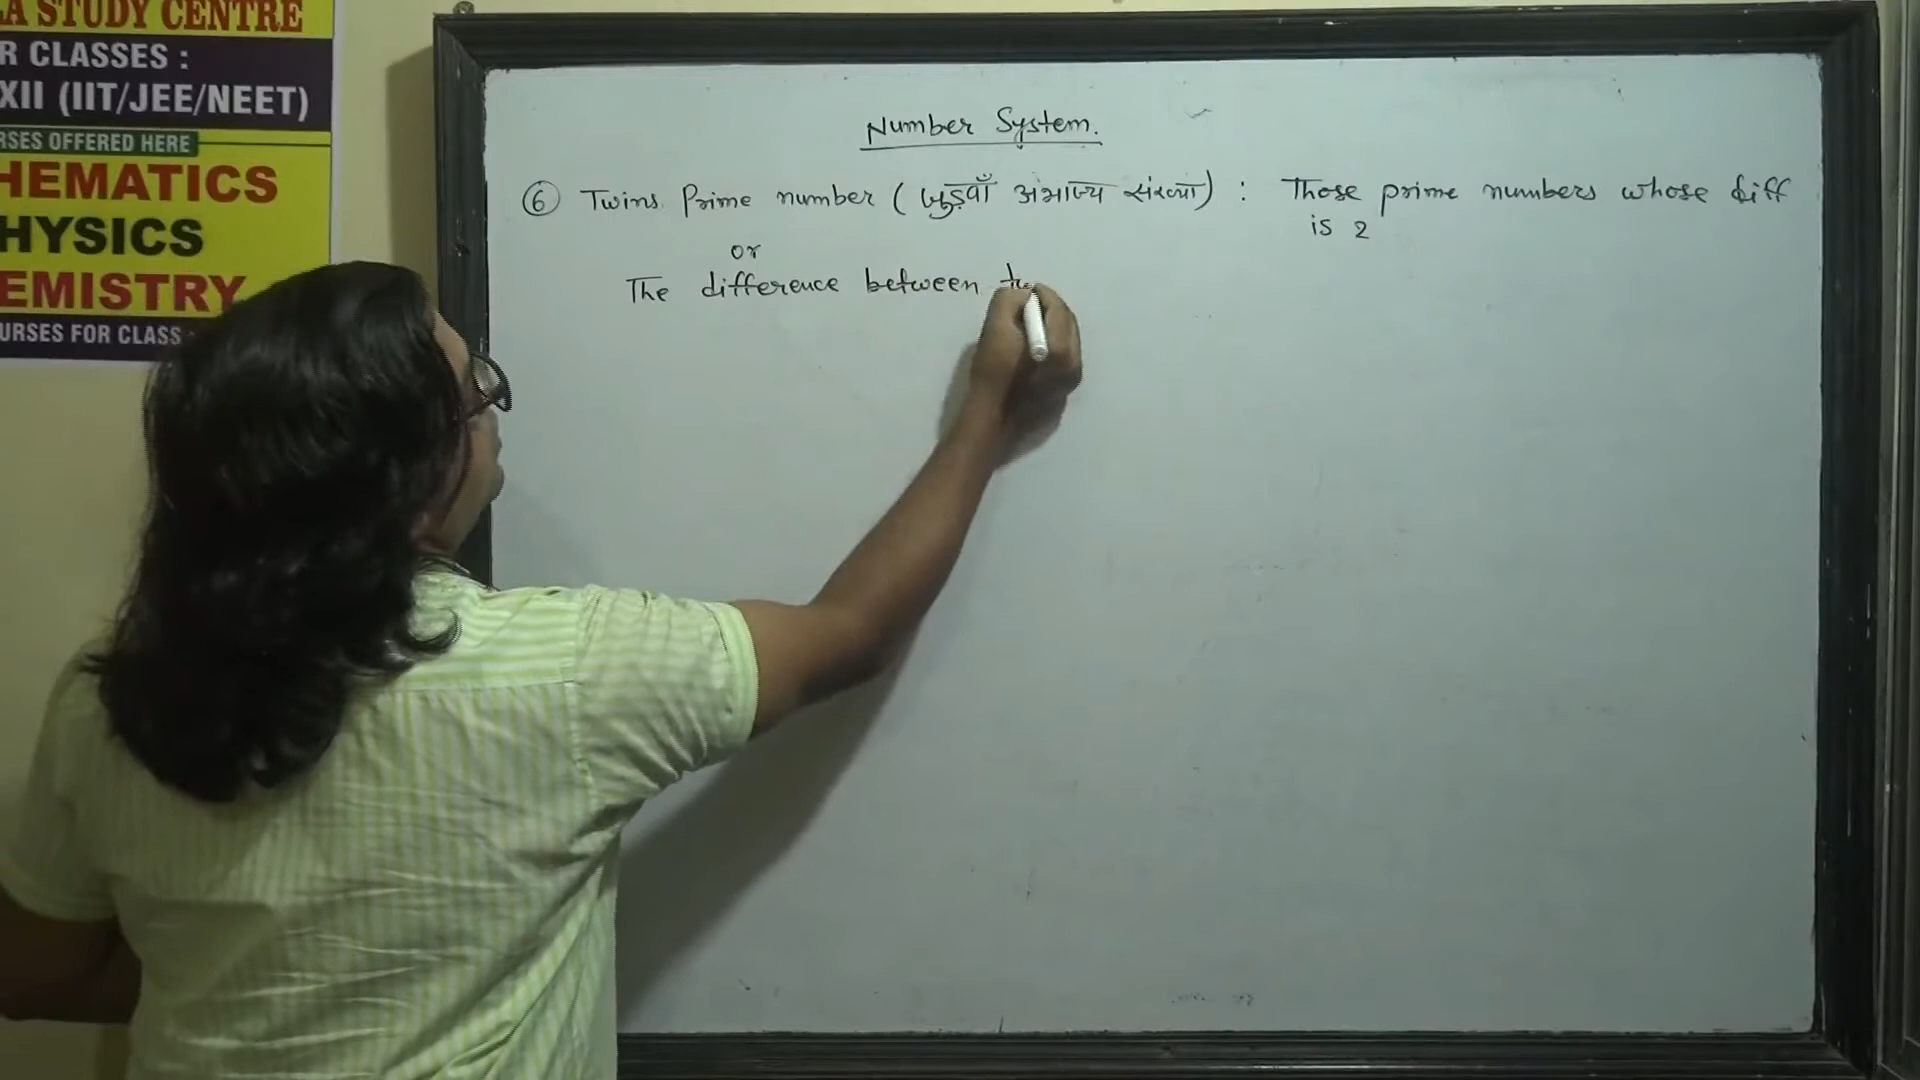 A STUDY CENTRE
R CLASSES :
XII (IIT/JEE/NEET)
RSES OFFERED HERE
HEMATICS
HYSICS
EMISTRY
URSES FOR CLASS
Number System.
6 Twins Prime number (जुड़वाँ अभाज्य संख्या) : Those prime numbers whose diff
is 2
or
The difference between